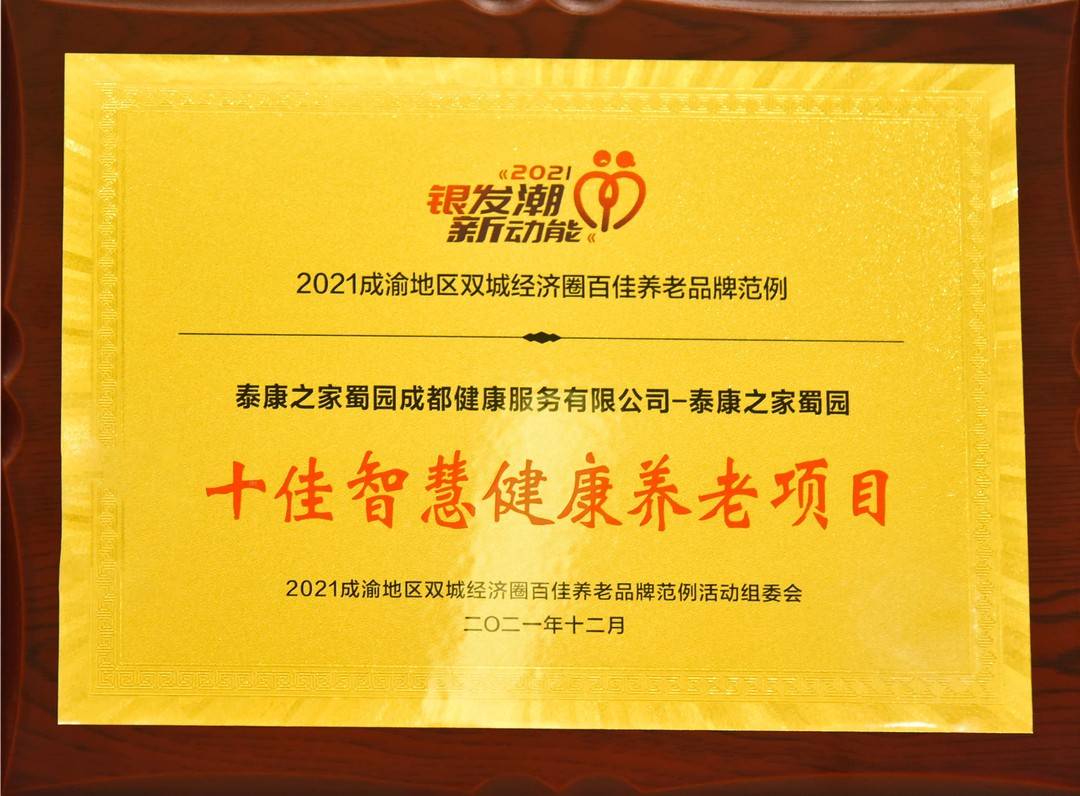 《2021
银发潮
新动能《
2021成渝地区双城经济圈百佳养老品牌范例
泰康之家蜀园成都健康服务有限公司-泰康之家蜀园
十佳智慧健康养老项目
2021成渝地区双城经济圈百佳养老品牌范例活动组委会
二〇二一年十二月